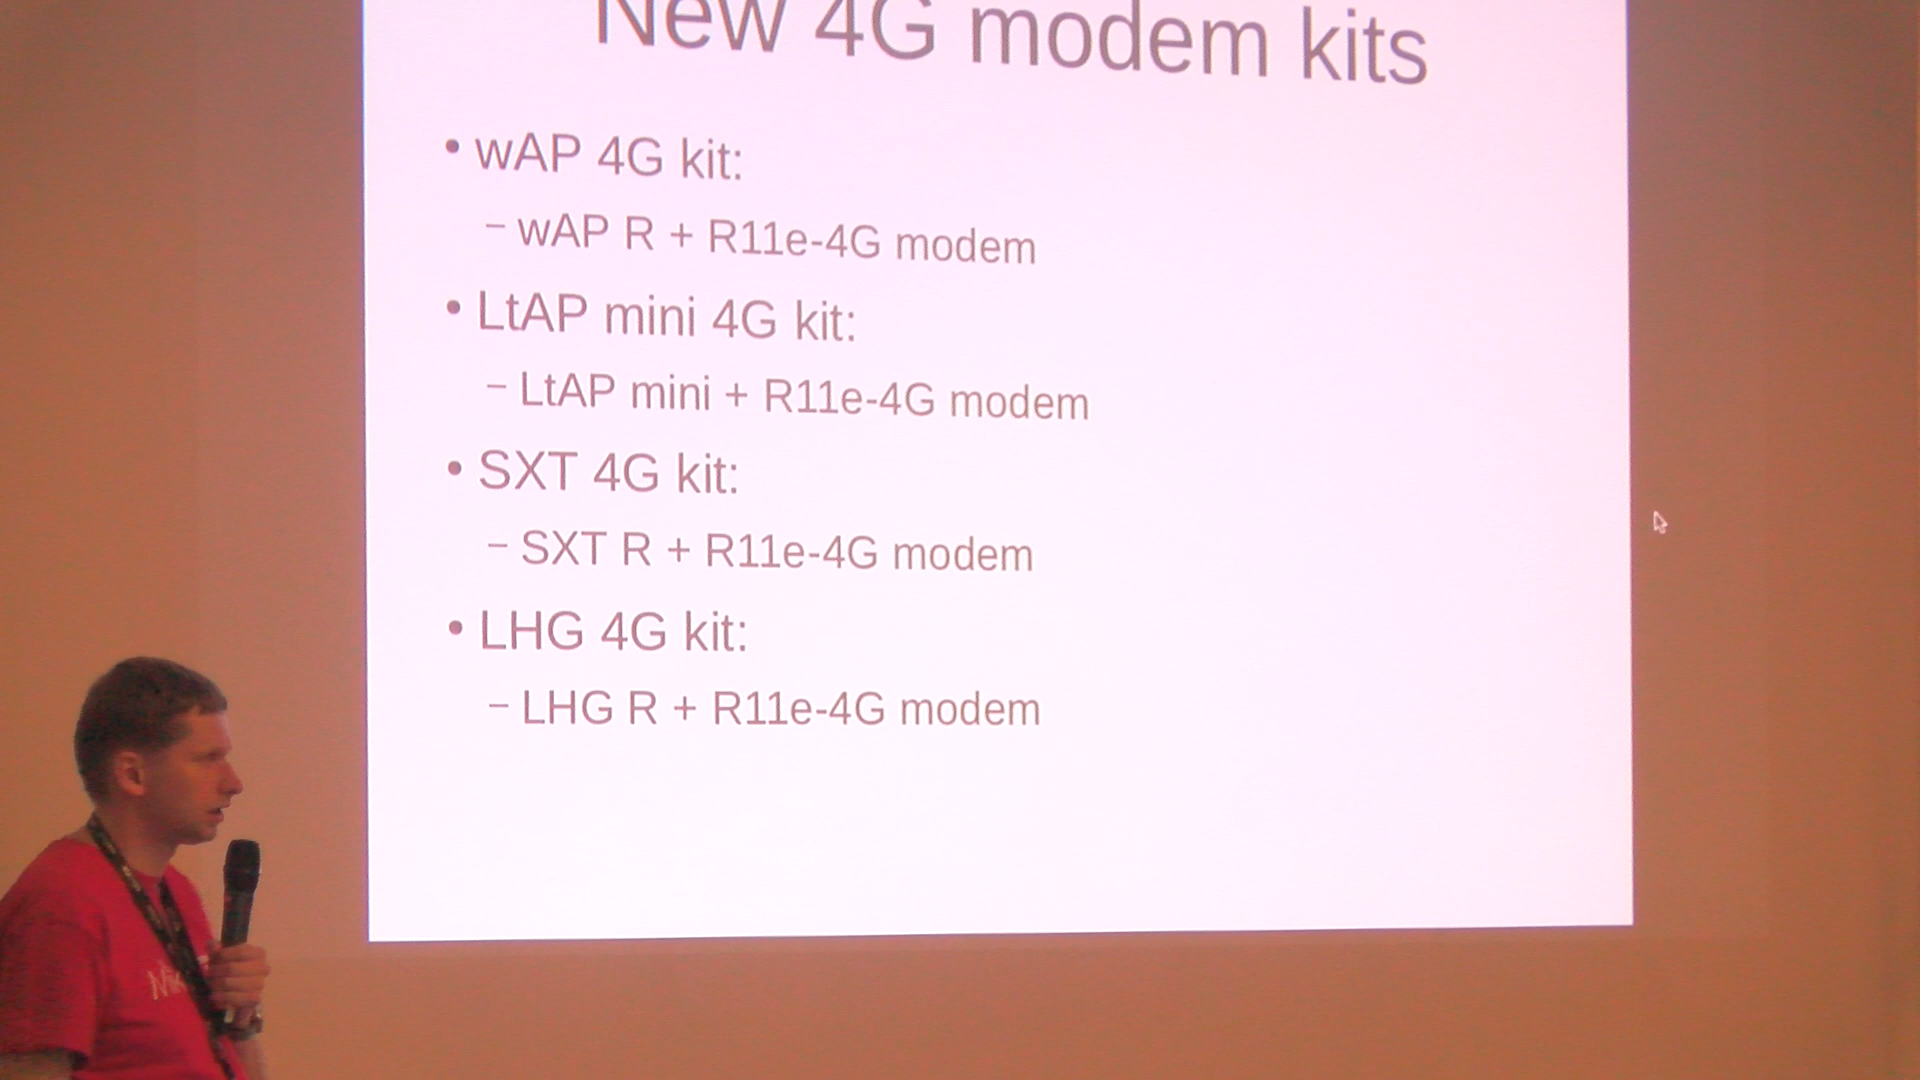 New 4G modem kits
• wAP 4G kit:
– wAP R + R11e-4G modem
• LtAP mini 4G kit:
– LtAP mini + R11e-4G modem
• SXT 4G kit:
– SXT R + R11e-4G modem
• LHG 4G kit:
– LHG R + R11e-4G modem